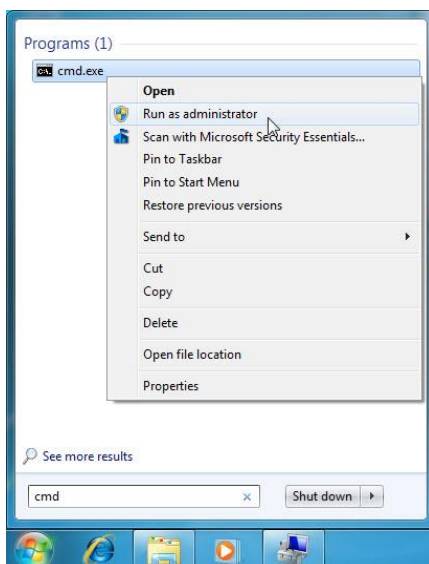 Programs (1)
cmd.exe
Open
Run as administrator
Scan with Microsoft Security Essentials...
Pin to Taskbar
Pin to Start Menu
Restore previous versions
Send to
Cut
Copy
Delete
Open file location
Properties
See more results
cmd
Shut down